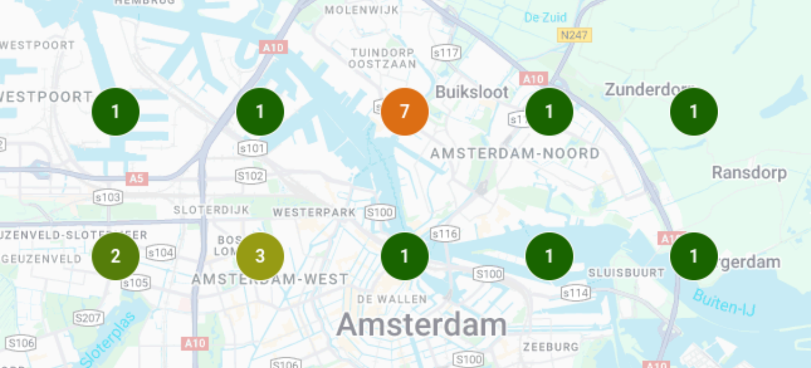 HEMBRUG
MOLENWIJK
De Zuid
N247
WESTPOORT
A10
TUINDORP
OOSTZAAN
s117
A10
Buiksloot
Zunderdorp
WESTPOORT
1
1
7
1
1
s101
AMSTERDAM-NOORD
S102
A5
Ransdorp
s103
SLOTERDIJK
WESTERPARK
S100
s116
UZENVELD-SLOTERMEER
BOS
LOM
2
3
1
1
1
s104
GEUZENVELD
rgerdam
SLUISBUURT
S100
AMSTERDAM-WEST
s105
s114
DE WALLEN
Buiten-IJ
S207
Sloterplas
Amsterdam
S106
A10
ZEEBURG
S106
S100
A10